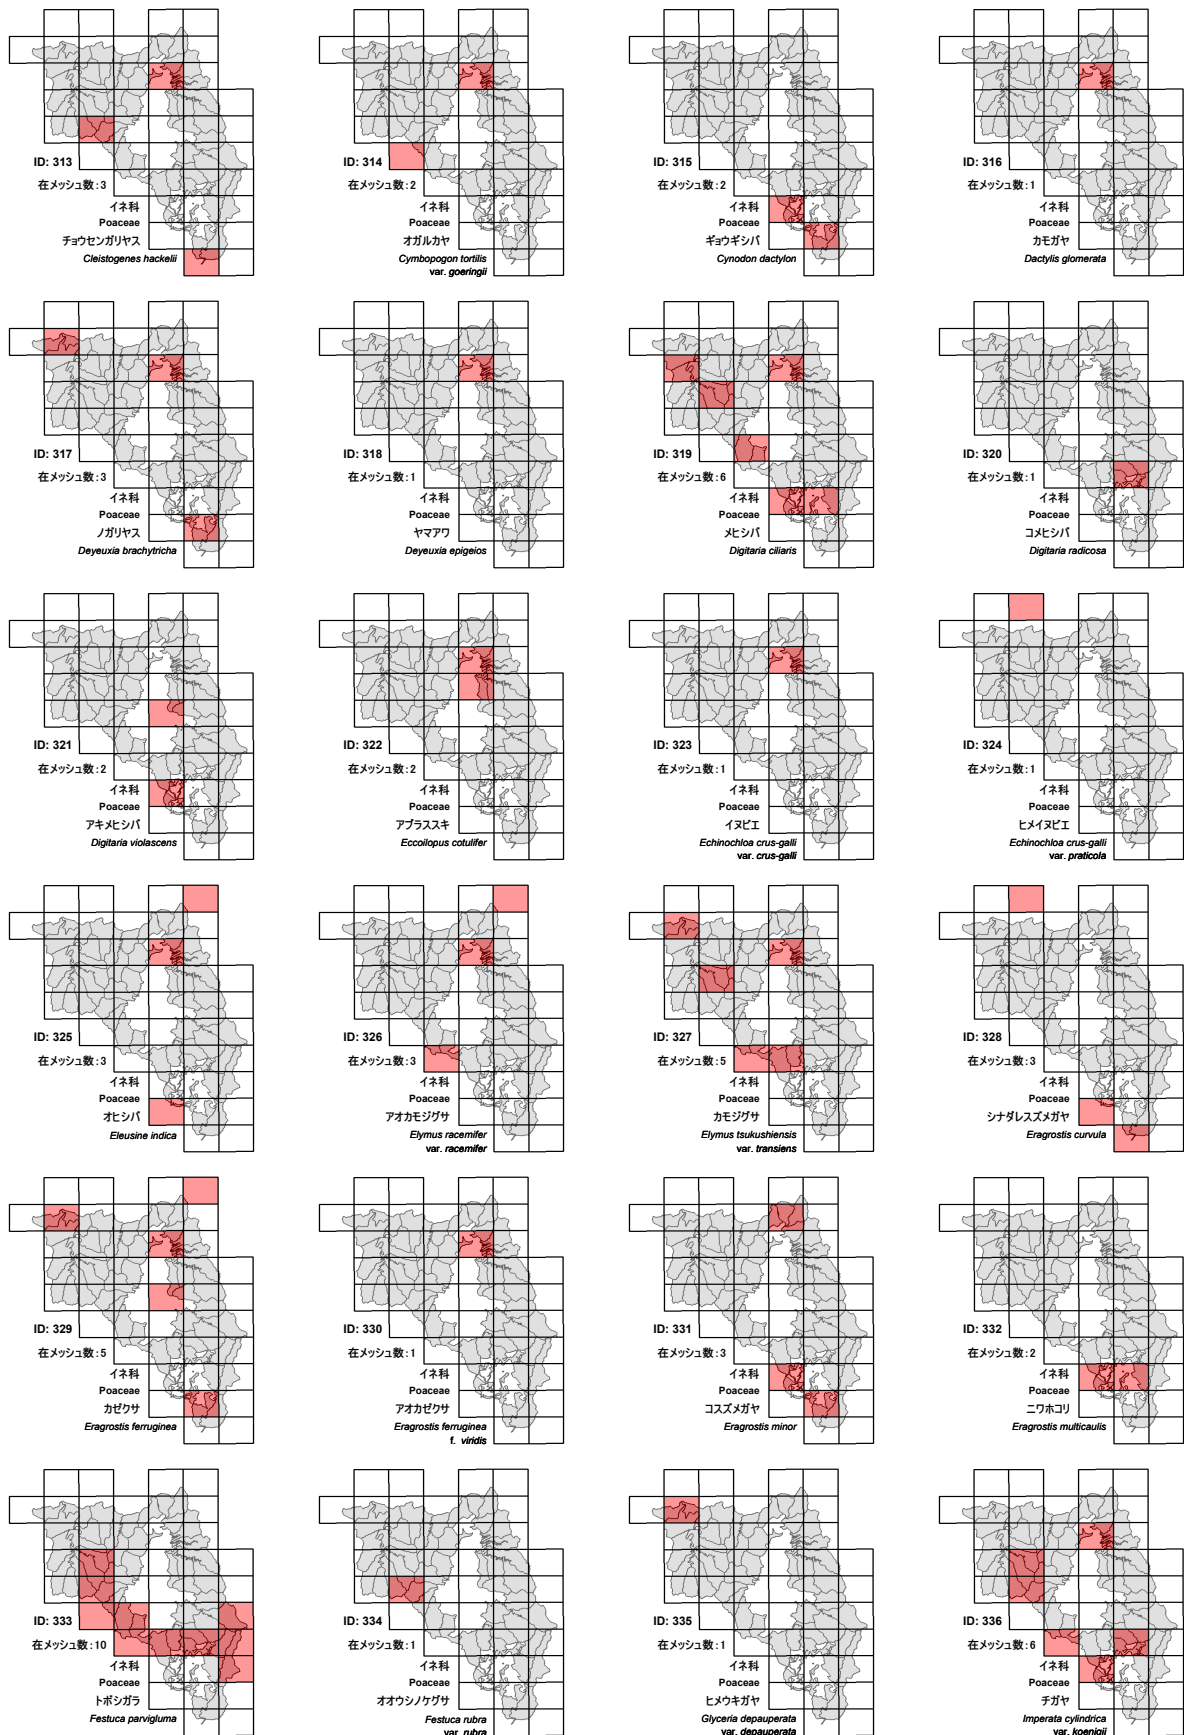 ID: 313
在メッシュ数:3
イネ科
Poaceae
チョウセンガリヤス
Cleistogenes hackelii
ID: 314
在メッシュ数:2
イネ科
Poaceae
オガルカヤ
Cymbopogon tortilis
var. goeringii
ID: 315
在メッシュ数:2
イネ科
Poaceae
ギョウギシバ
Cynodon dactylon
ID: 316
在メッシュ数:1
イネ科
Poaceae
カモガヤ
Dactylis glomerata
ID: 317
在メッシュ数:3
イネ科
Poaceae
ノガリヤス
Deyeuxia brachytricha
ID: 318
在メッシュ数:1
イネ科
Poaceae
ヤマアワ
Deyeuxia epigeios
ID: 319
在メッシュ数:6
イネ科
Poaceae
メヒシバ
Digitaria ciliaris
ID: 320
在メッシュ数:1
イネ科
Poaceae
コメヒシバ
Digitaria radicosa
ID: 321
在メッシュ数:2
イネ科
Poaceae
アキメヒシバ
Digitaria violascens
ID: 322
在メッシュ数:2
イネ科
Poaceae
アブラススキ
Eccoilopus cotulifer
ID: 323
在メッシュ数:1
イネ科
Poaceae
イヌビエ
Echinochloa crus-galli
var. crus-galli
ID: 324
在メッシュ数:1
イネ科
Poaceae
ヒメイヌビエ
Echinochloa crus-galli
var. praticola
ID: 325
在メッシュ数:3
イネ科
Poaceae
オヒシバ
Eleusine indica
ID: 326
在メッシュ数:3
イネ科
Poaceae
アオカモジグサ
Elymus racemifer
var. racemifer
ID: 327
在メッシュ数:5
イネ科
Poaceae
カモジグサ
Elymus tsukushiensis
var. transiens
ID: 328
在メッシュ数:3
イネ科
Poaceae
シナダレスズメガヤ
Eragrostis curvula
ID: 329
在メッシュ数:5
イネ科
Poaceae
カゼクサ
Eragrostis ferruginea
ID: 330
在メッシュ数:1
イネ科
Poaceae
アオカゼクサ
Eragrostis ferruginea
f. viridis
ID: 331
在メッシュ数:3
イネ科
Poaceae
コスズメガヤ
Eragrostis minor
ID: 332
在メッシュ数:2
イネ科
Poaceae
ニワホコリ
Eragrostis multicaulis
ID: 333
在メッシュ数:10
イネ科
Poaceae
トボシガラ
Festuca parvigluma
ID: 334
在メッシュ数:1
イネ科
Poaceae
オオウシノケグサ
Festuca rubra
var. rubra
ID: 335
在メッシュ数:1
イネ科
Poaceae
ヒメウキガヤ
Glyceria depauperata
var. depauperata
ID: 336
在メッシュ数:6
イネ科
Poaceae
チガヤ
Imperata cylindrica
var. koenigii